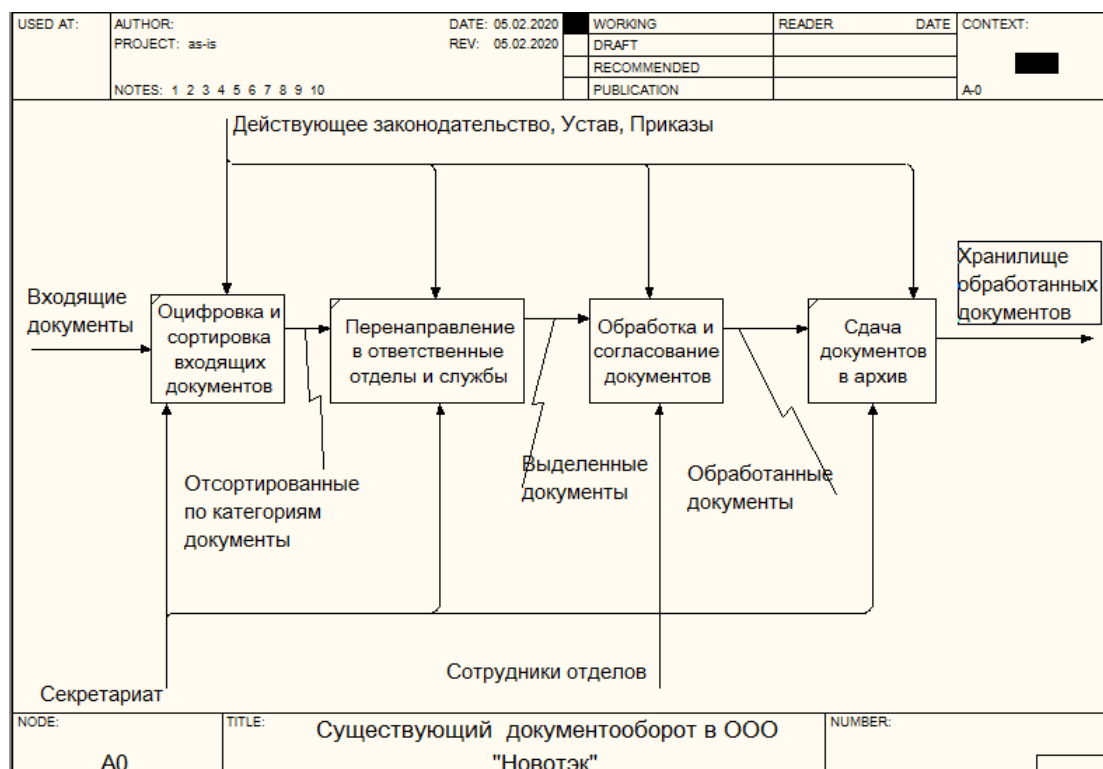 USED AT:
AUTHOR:
DATE: 05.02.2020
WORKING
READER
DATE
CONTEXT:
PROJECT: as-is
REV: 05.02.2020
DRAFT
RECOMMENDED
NOTES: 1 2 3 4 5 6 7 8 9 10
PUBLICATION
A-0
Действующее законодательство, Устав, Приказы
Входящие
документы
Оцифровка и
сортировка
входящих
документов
Перенаправление
в ответственные
отделы и службы
Обработка и
согласование
документов
Сдача
документов
в архив
Хранилище
обработанных
документов
Отсортированные
по категориям
документы
Выделенные
документы
Обработанные
документы
Сотрудники отделов
Секретариат
NODE:
TITLE:
Существующий документооборот в ООО
NUMBER:
A0
"Новотэк"